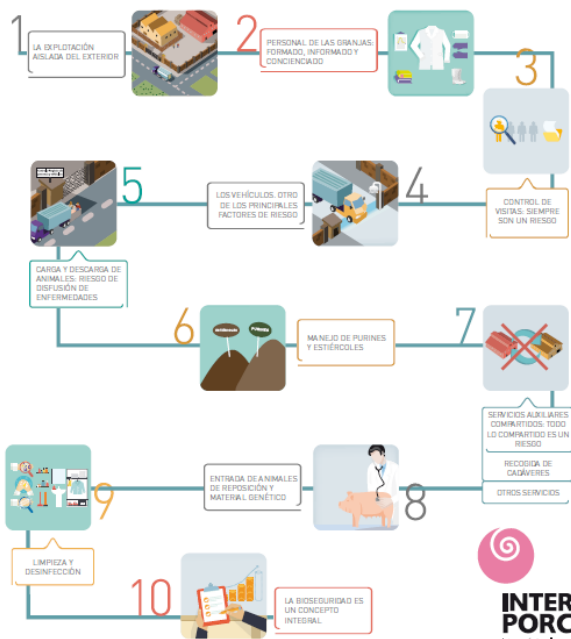 1
LA EXPLOTACIÓN
AISLADA DEL EXTERIOR
2
PERSONAL DE LAS GRANJAS:
FORMADO, INFORMADO Y
CONCIENCIADO
3
CONTROL DE
VISITAS: SIEMPRE
SON UN RIESGO
4
LOS VEHÍCULOS, OTRO
DE LOS PRINCIPALES
FACTORES DE RIESGO
5
CARGA Y DESCARGA DE
ANIMALES: RIESGO DE
DISFUSIÓN DE
ENFERMEDADES
6
PURINES
MANEJO DE PURINES
Y ESTIÉRCOLES
7
SERVICIOS AUXILIARES
COMPARTIDOS: TODO
LO COMPARTIDO ES UN
RIESGO
RECOGIDA DE
CADÁVERES
OTROS SERVICIOS
8
ENTRADA DE ANIMALES
DE REPOSICIÓN Y
MATERIAL GENÉTICO
9
LIMPIEZA Y
DESINFECCIÓN
10
LA BIOSEGURIDAD ES
UN CONCEPTO
INTEGRAL
INTER
PORC